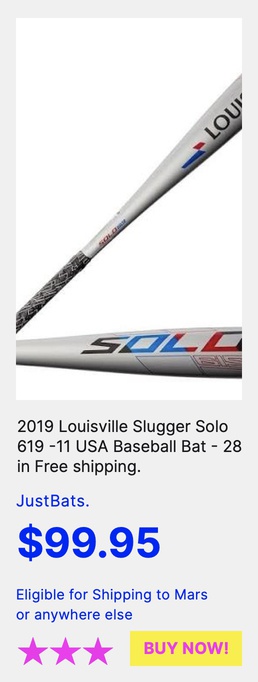 LOUIS
SOLO
SOLO
2019 Louisville Slugger Solo
619 -11 USA Baseball Bat - 28
in Free shipping.
JustBats.
$99.95
Eligible for Shipping to Mars
or anywhere else
BUY NOW!